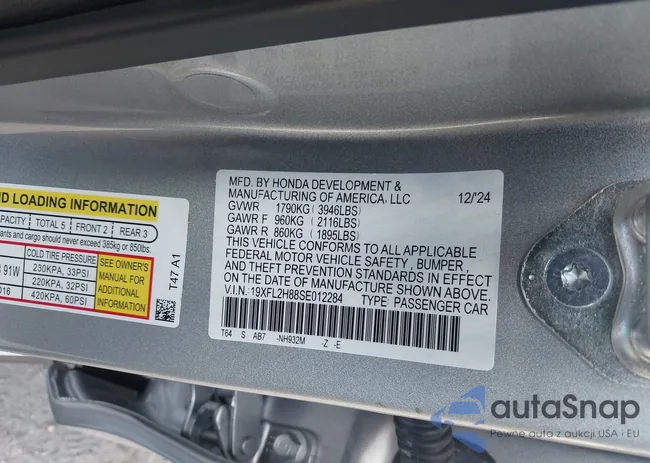 ND LOADING INFORMATION
APACITY TOTAL 5 FRONT 2 REAR 3
ants and cargo should never exceed 385kg or 850lbs.
COLD TIRE PRESSURE
91W 230KPA, 33PSI
220KPA, 32PSI
016 420KPA, 60PSI
SEE OWNER'S
MANUAL FOR
ADDITIONAL
INFORMATION
T47 A1
MFD. BY HONDA DEVELOPMENT &
MANUFACTURING OF AMERICA, LLC 12/'24
GVWR 1790KG (3946LBS)
GAWR F 960KG (2116LBS)
GAWR R 860KG (1895LBS)
THIS VEHICLE CONFORMS TO ALL APPLICABLE
FEDERAL MOTOR VEHICLE SAFETY, BUMPER,
AND THEFT PREVENTION STANDARDS IN EFFECT
ON THE DATE OF MANUFACTURE SHOWN ABOVE.
V.I.N.: 19XFL2H88SE012284 TYPE: PASSENGER CAR
T64 S AB7 -NH932M -Z -E
autaSnap
Pewne auta z aukcji USA i EU